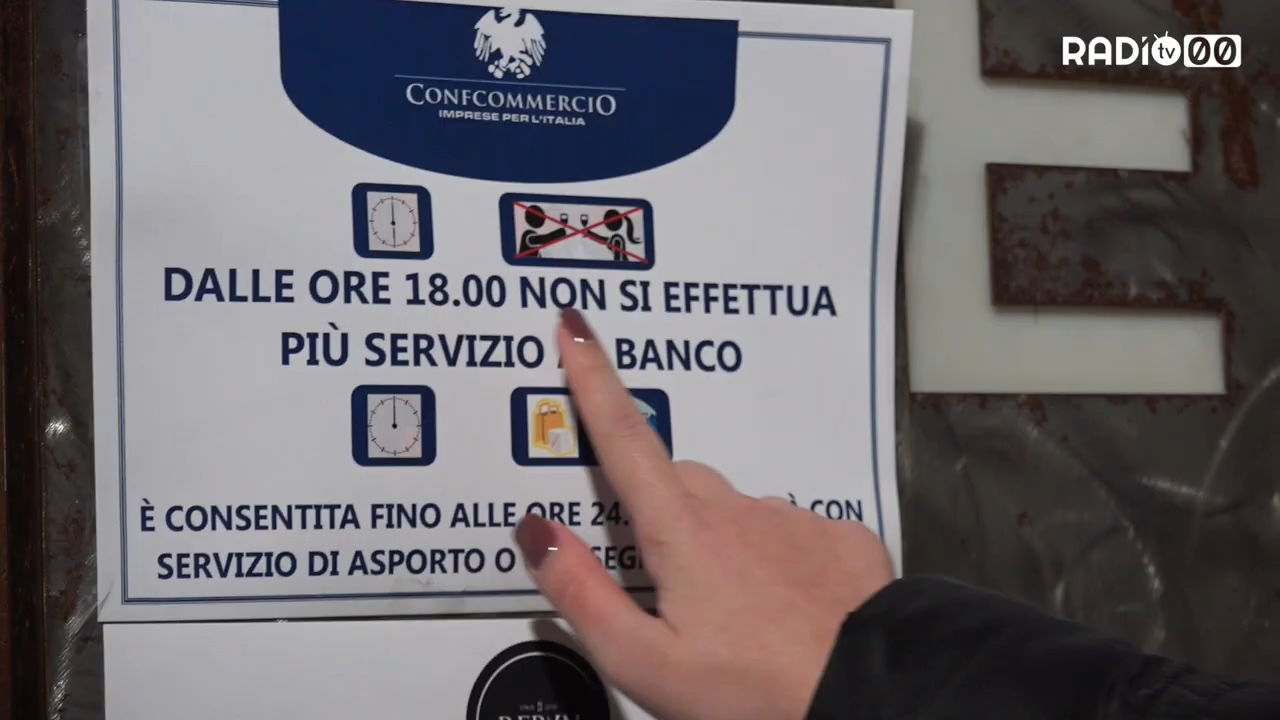 RADIO tv 00
CONFCOMMERCIO
IMPRESE PER L'ITALIA
DALLE ORE 18.00 NON SI EFFETTUA
PIÙ SERVIZIO BANCO
È CONSENTITA FINO ALLE ORE 24. CON
SERVIZIO DI ASPORTO O